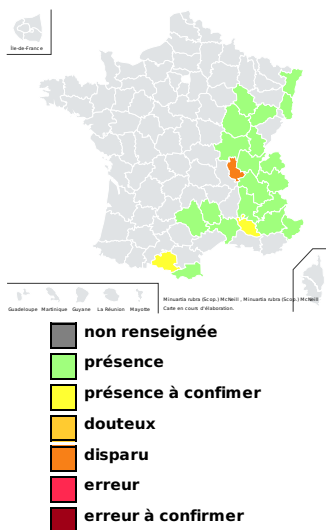 Île-de-France
Guadeloupe Martinique Guyane La Réunion Mayotte
Minuartia rubra (Scop.) McNeill , Minuartia rubra (Scop.) McNeill
Carte en cours d'élaboration.
non renseignée
présence
présence à confimer
douteux
disparu
erreur
erreur à confirmer